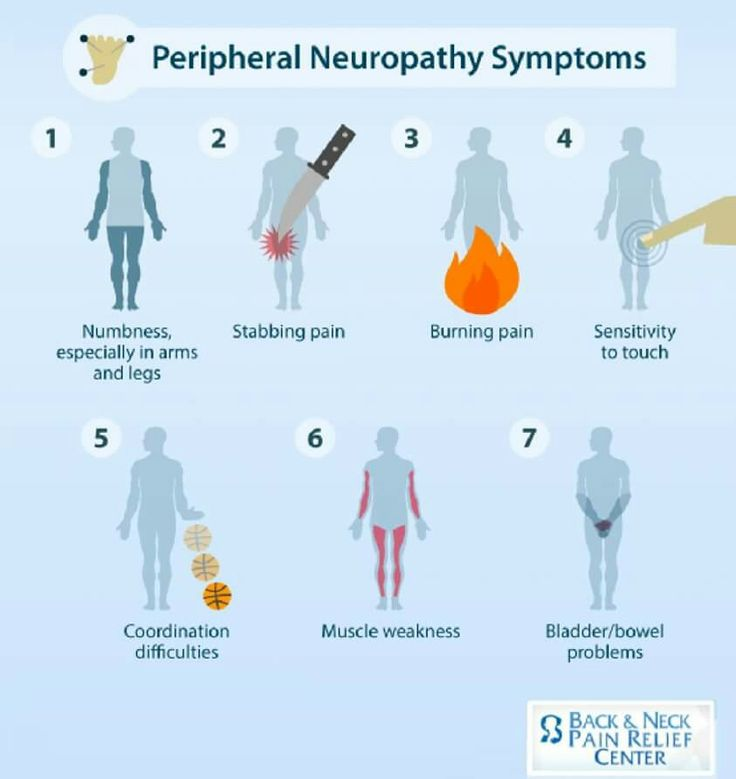 Peripheral Neuropathy Symptoms
1
2
3
4
Numbness,
especially in arms
and legs
Stabbing pain
Burning pain
Sensitivity
to touch
5
6
7
Coordination
difficulties
Muscle weakness
Bladder/bowel
problems
BACK & NECK
PAIN RELIEF
CENTER